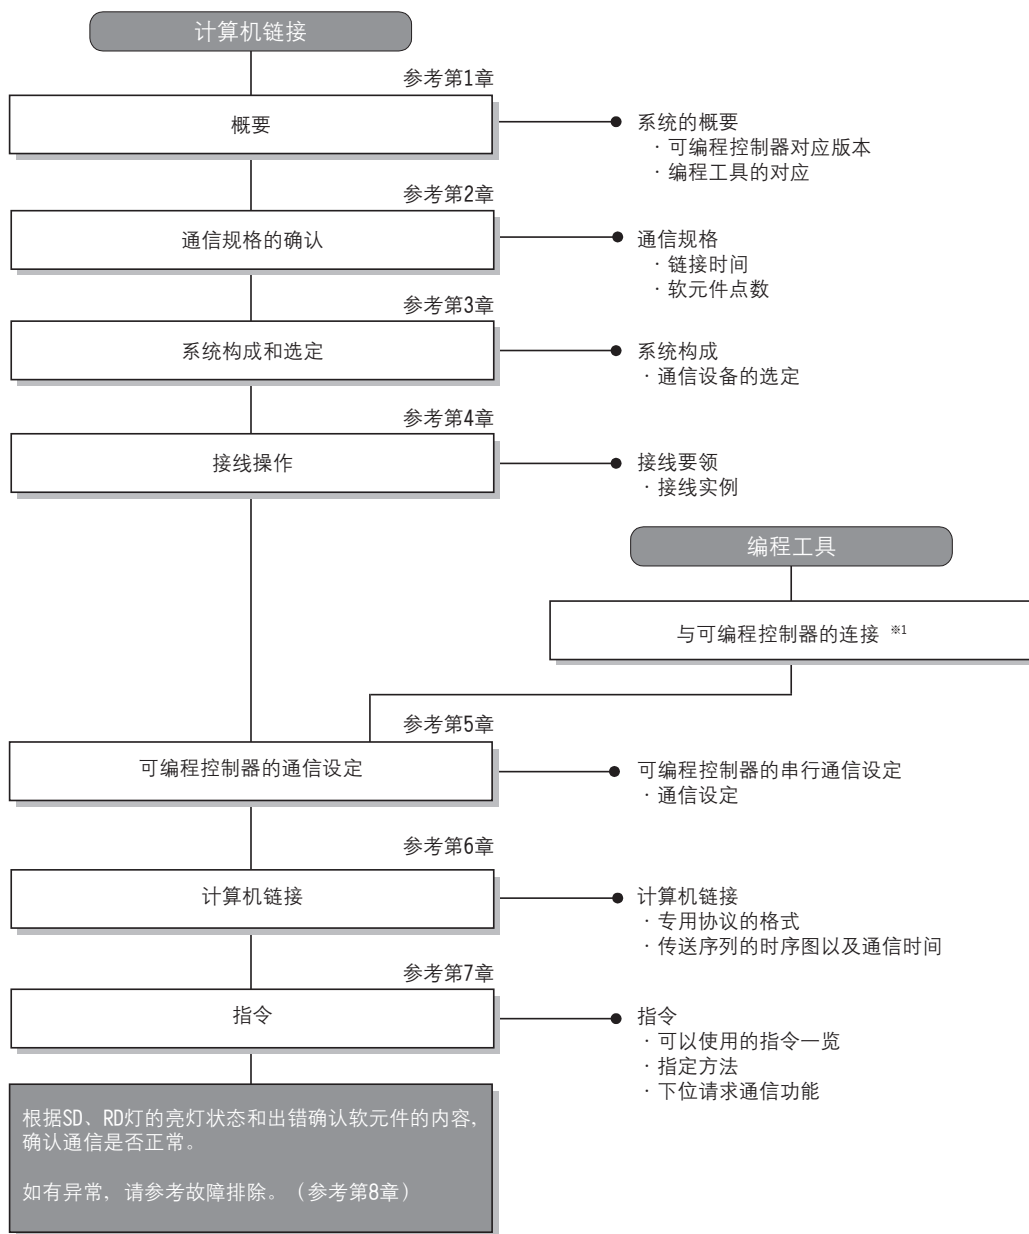 计算机链接
参考第1章
概要
系统的概要
· 可编程控制器对应版本
· 编程工具的对应
参考第2章
通信规格的确认
通信规格
· 链接时间
· 软元件点数
参考第3章
系统构成和选定
系统构成
· 通信设备的选定
参考第4章
接线操作
接线要领
· 接线实例
编程工具
与可编程控制器的连接 ※1
参考第5章
可编程控制器的通信设定
可编程控制器的串行通信设定
· 通信设定
参考第6章
计算机链接
计算机链接
· 专用协议的格式
· 传送序列的时序图以及通信时间
参考第7章
指令
指令
· 可以使用的指令一览
· 指定方法
· 下位请求通信功能
根据SD、RD灯的亮灯状态和出错确认软元件的内容,
确认通信是否正常。
如有异常, 请参考故障排除。（参考第8章）